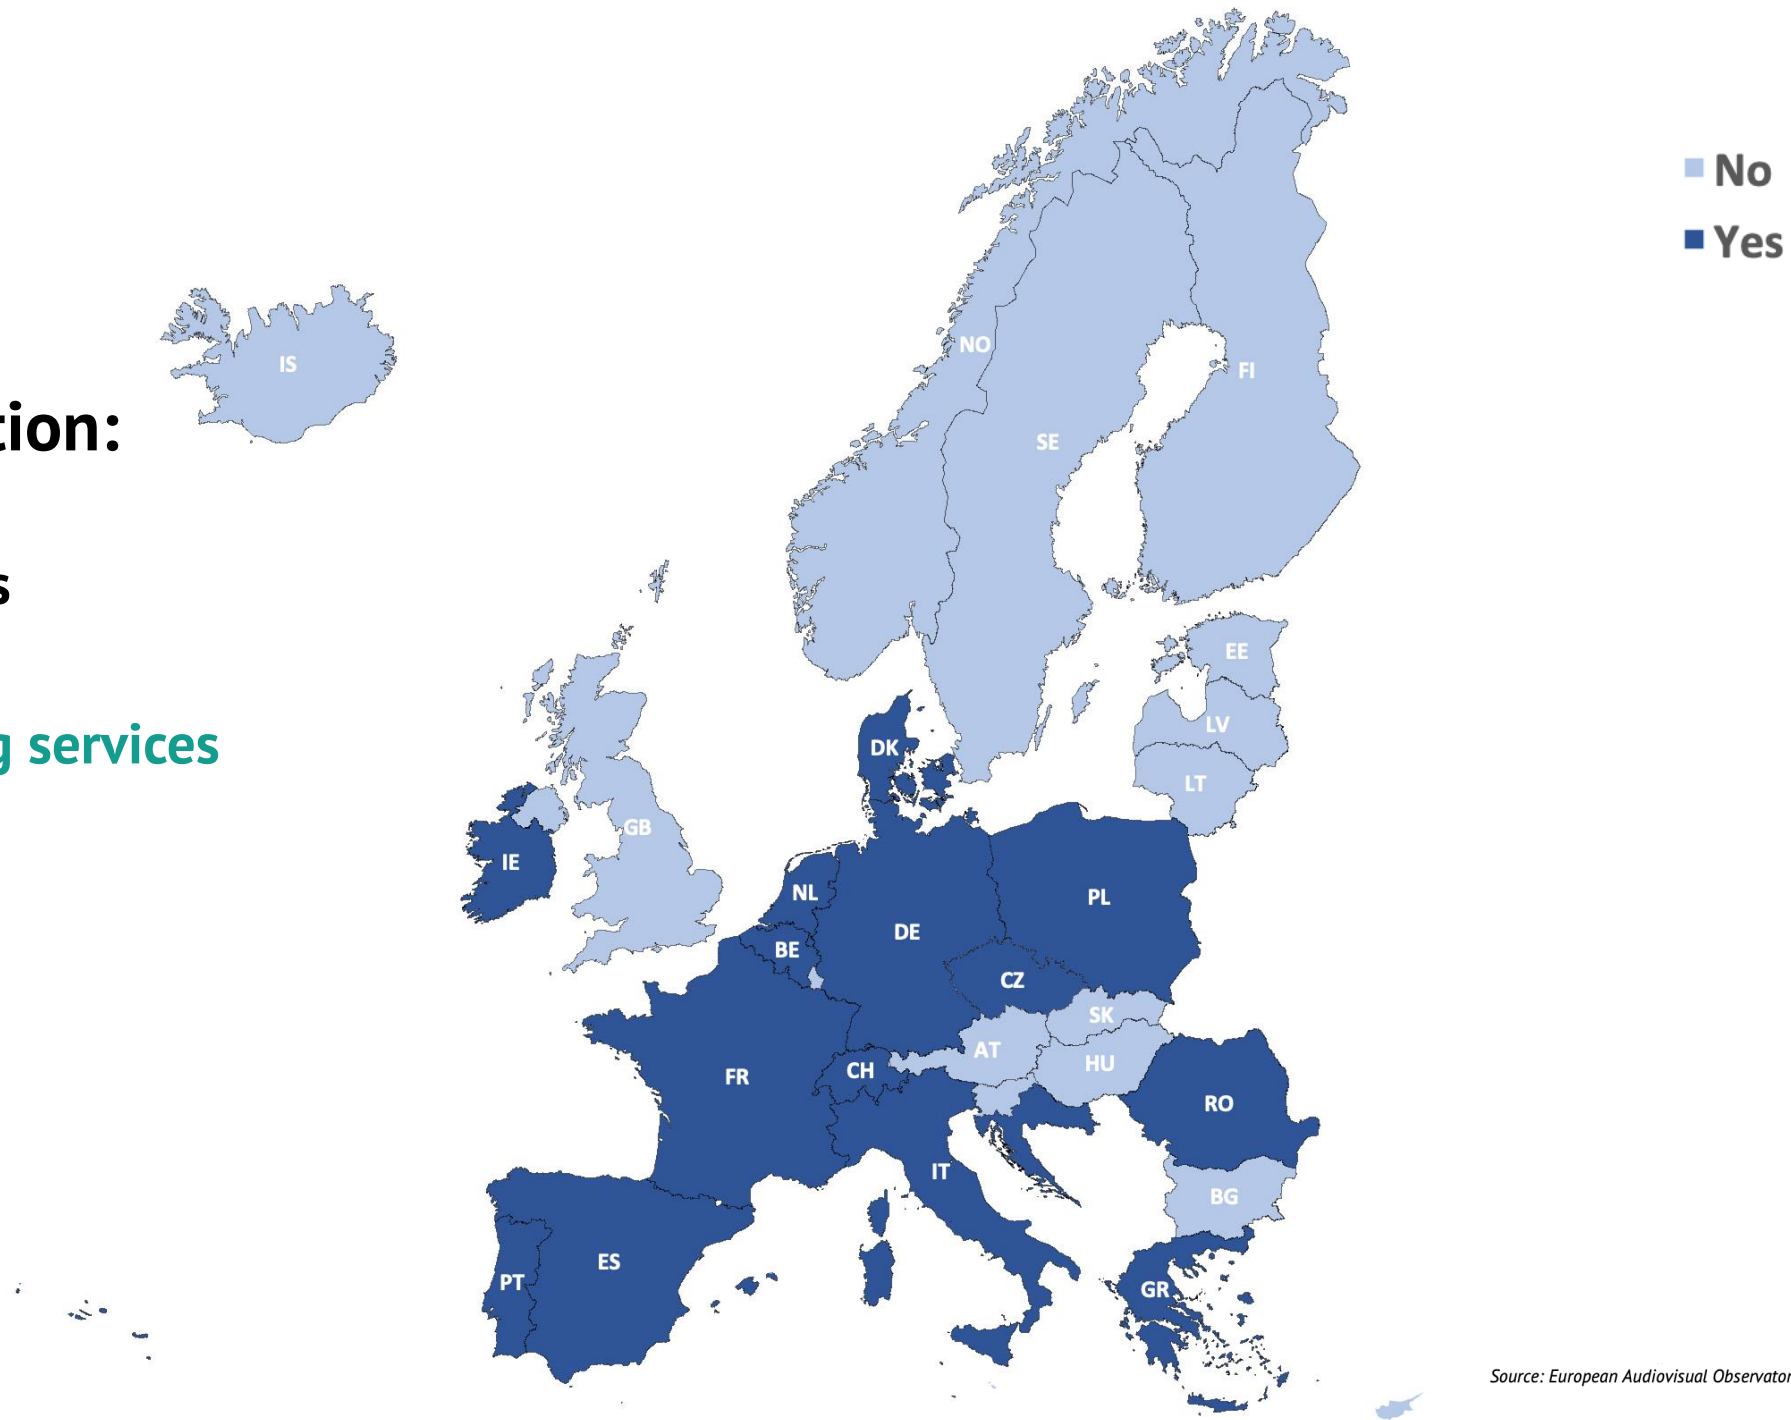 No
Yes
IS
NO
FI
tion:
SE
s
EE
LV
g services
DK
LT
GB
IE
NL
PL
DE
BE
CZ
SK
AT
HU
CH
FR
RO
IT
BG
ES
PT
GR
Source: European Audiovisual Observator